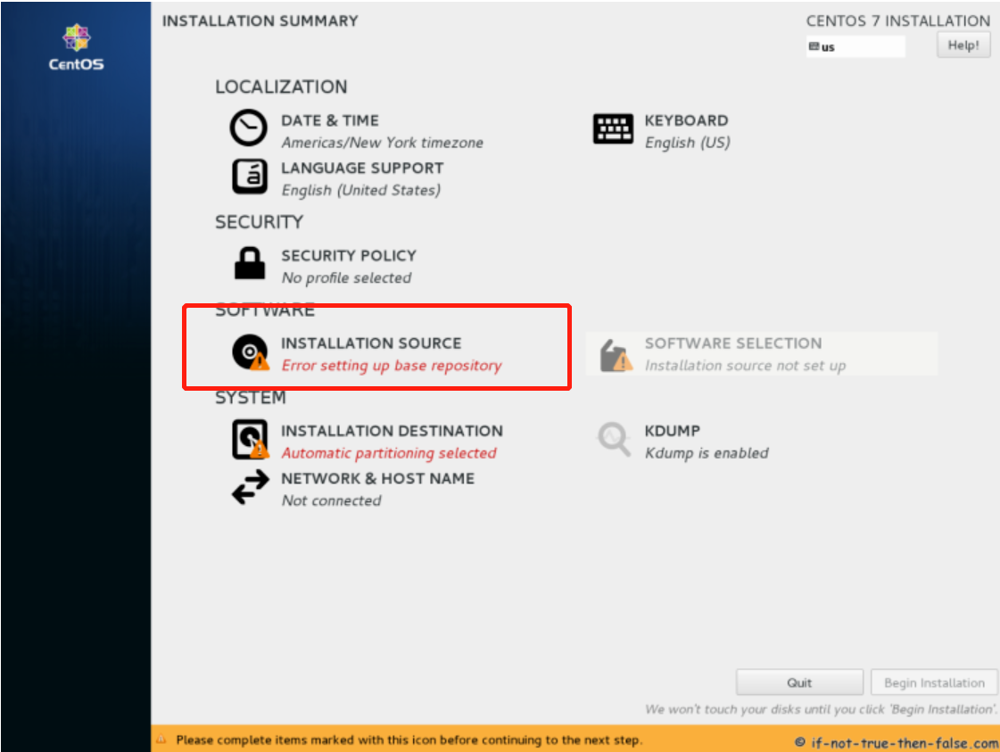 INSTALLATION SUMMARY
CENTOS 7 INSTALLATION
us
Help!
CentOS
LOCALIZATION
DATE & TIME
Americas/New York timezone
KEYBOARD
English (US)
LANGUAGE SUPPORT
English (United States)
SECURITY
SECURITY POLICY
No profile selected
SOFTWARE
INSTALLATION SOURCE
Error setting up base repository
SOFTWARE SELECTION
Installation source not set up
SYSTEM
INSTALLATION DESTINATION
Automatic partitioning selected
KDUMP
Kdump is enabled
NETWORK & HOST NAME
Not connected
Quit
Begin Installation
We won't touch your disks until you click 'Begin Installation'.
Please complete items marked with this icon before continuing to the next step.
© if-not-true-then-false.com